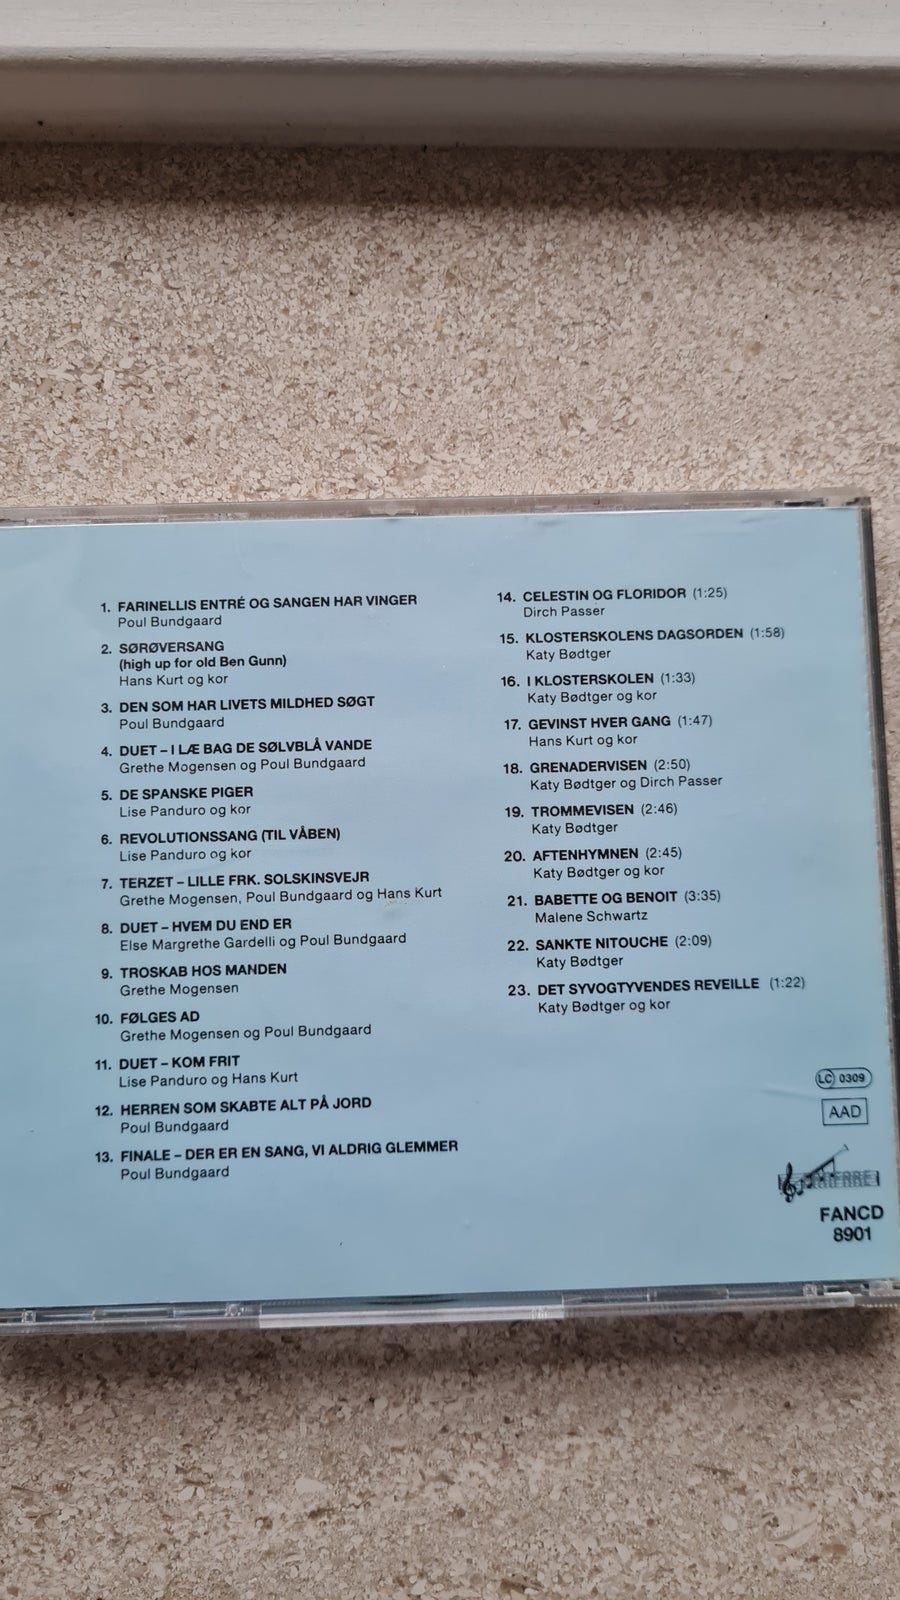 1. FARINELLIS ENTRÉ OG SANGEN HAR VINGER
Poul Bundgaard
2. SØRØVERSANG
(high up for old Ben Gunn)
Hans Kurt og kor
3. DEN SOM HAR LIVETS MILDHED SØGT
Poul Bundgaard
4. DUET – I LÆ BAG DE SØLVBLÅ VANDE
Grethe Mogensen og Poul Bundgaard
5. DE SPANSKE PIGER
Lise Panduro og kor
6. REVOLUTIONSSANG (TIL VÅBEN)
Lise Panduro og kor
7. TERZET – LILLE FRK. SOLSKINSVEJR
Grethe Mogensen, Poul Bundgaard og Hans Kurt
8. DUET – HVEM DU END ER
Else Margrethe Gardelli og Poul Bundgaard
9. TROSKAB HOS MANDEN
Grethe Mogensen
10. FØLGES AD
Grethe Mogensen og Poul Bundgaard
11. DUET – KOM FRIT
Lise Panduro og Hans Kurt
12. HERREN SOM SKABTE ALT PÅ JORD
Poul Bundgaard
13. FINALE – DER ER EN SANG, VI ALDRIG GLEMMER
Poul Bundgaard
14. CELESTIN OG FLORIDOR (1:25)
Dirch Passer
15. KLOSTERSKOLENS DAGSORDEN (1:58)
Katy Bødtger
16. I KLOSTERSKOLEN (1:33)
Katy Bødtger og kor
17. GEVINST HVER GANG (1:47)
Hans Kurt og kor
18. GRENADERVISEN (2:50)
Katy Bødtger og Dirch Passer
19. TROMMEVISEN (2:46)
Katy Bødtger
20. AFTENHYMNEN (2:45)
Katy Bødtger og kor
21. BABETTE OG BENOIT (3:35)
Malene Schwartz
22. SANKTE NITOUCHE (2:09)
Katy Bødtger
23. DET SYVOGTYVENDES REVEILLE (1:22)
Katy Bødtger og kor
LC 0309
AAD
FANCD
8901